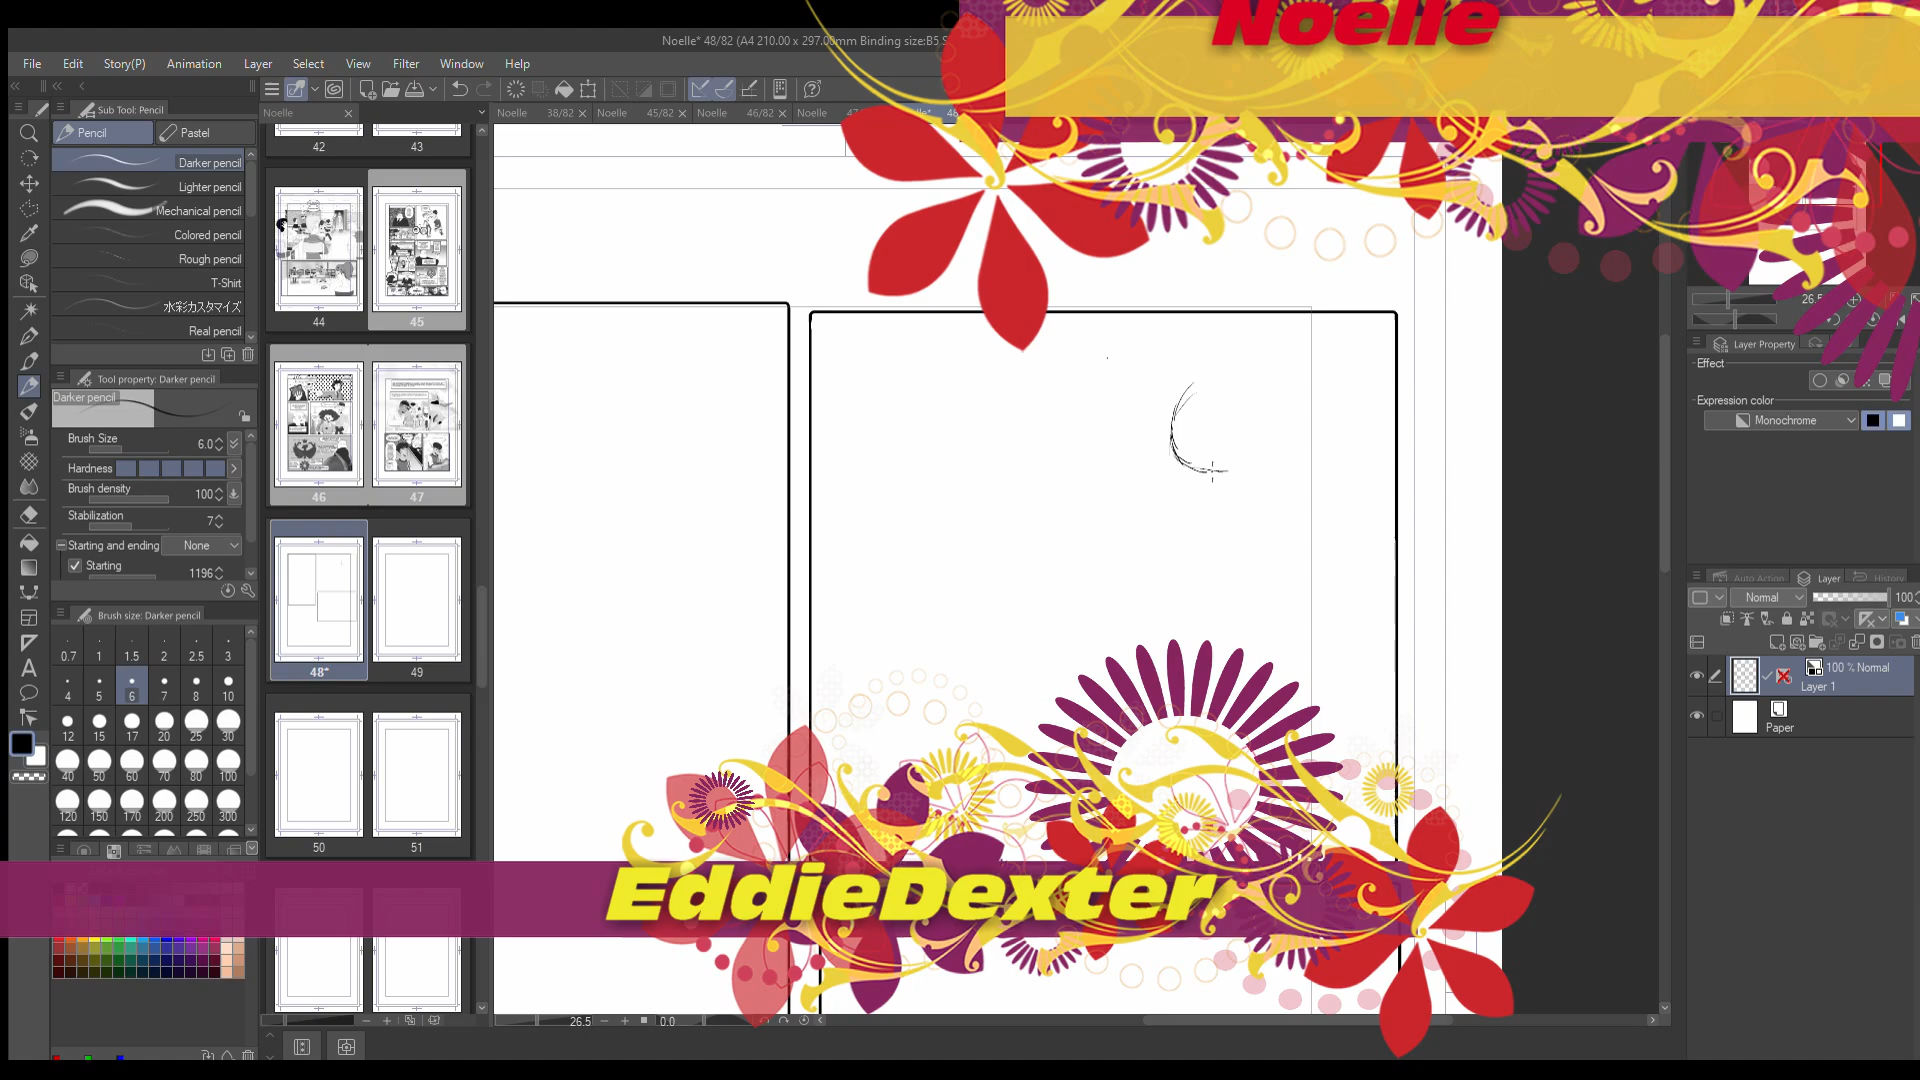 Noelle
Noelle* 48/82 (A4 210.00 x 297.00mm Binding size:B5 S
File Edit Story(P) Animation Layer Select View Filter Window Help
Sub Tool: Pencil
Noelle
Noelle 38/82
Noelle 45/82
Noelle 46/82
Noelle
Pencil
Pastel
Darker pencil
Lighter pencil
Mechanical pencil
Colored pencil
Rough pencil
T-Shirt
水彩カスタマイズ
Real pencil
Tool property: Darker pencil
Darker pencil
Brush Size 6.0
Hardness
Brush density 100
Stabilization 7
Starting and ending None
Starting
1196
Brush size: Darker pencil
0.7 1 1.5 2 2.5 3
4 5 6 7 8 10
12 15 17 20 25 30
40 50 60 70 80 100
120 150 170 200 250 300
42 43
44 45
46 47
48* 49
50 51
26.5
0.0
26.5
Layer Property
Effect
Expression color
Monochrome
Auto Action
Layer
History
Normal
100
100 % Normal
Layer 1
Paper
EddieDexter